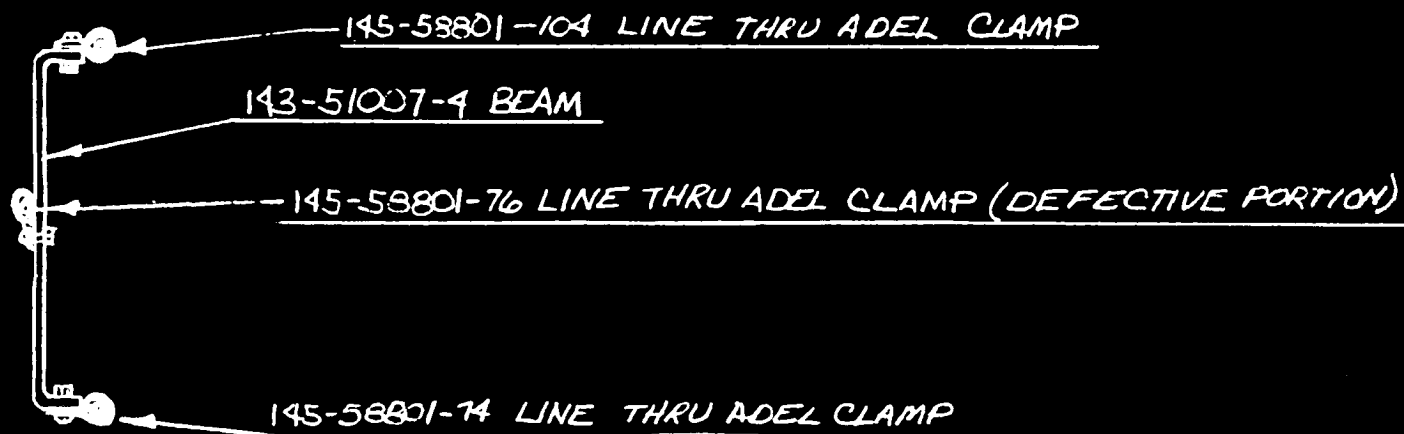 145-58801-104 LINE THRU ADEL CLAMP
143-51007-4 BEAM
145-58801-76 LINE THRU ADEL CLAMP (DEFECTIVE PORTION)
145-58801-74 LINE THRU ADEL CLAMP